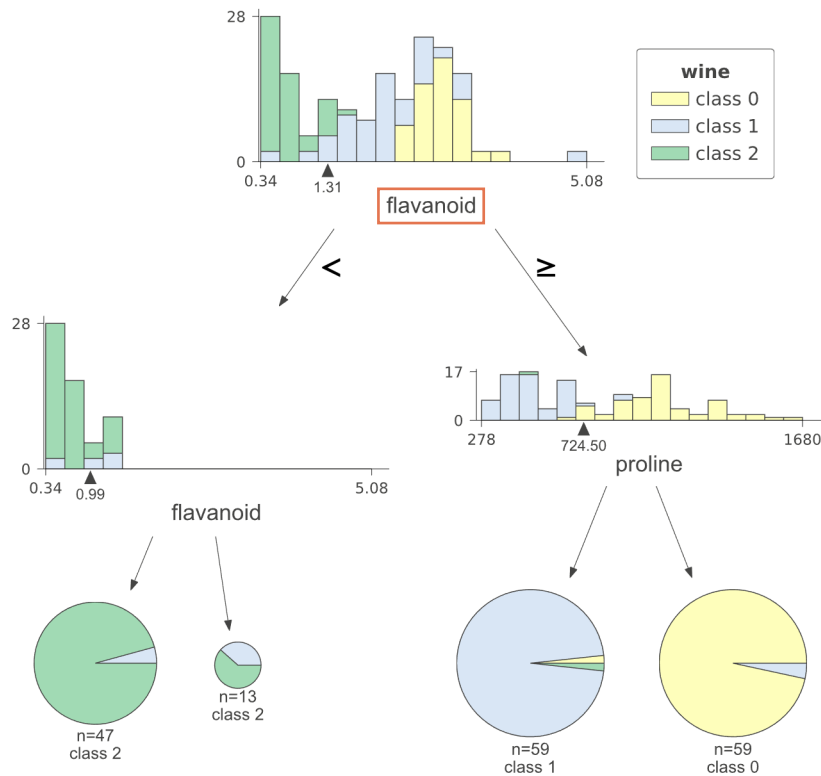 28
0
0.34
1.31
5.08
flavanoid
wine
class 0
class 1
class 2
<
≥
28
0
0.34
0.99
5.08
flavanoid
17
0
278
724.50
1680
proline
n=47
class 2
n=13
class 2
n=59
class 1
n=59
class 0